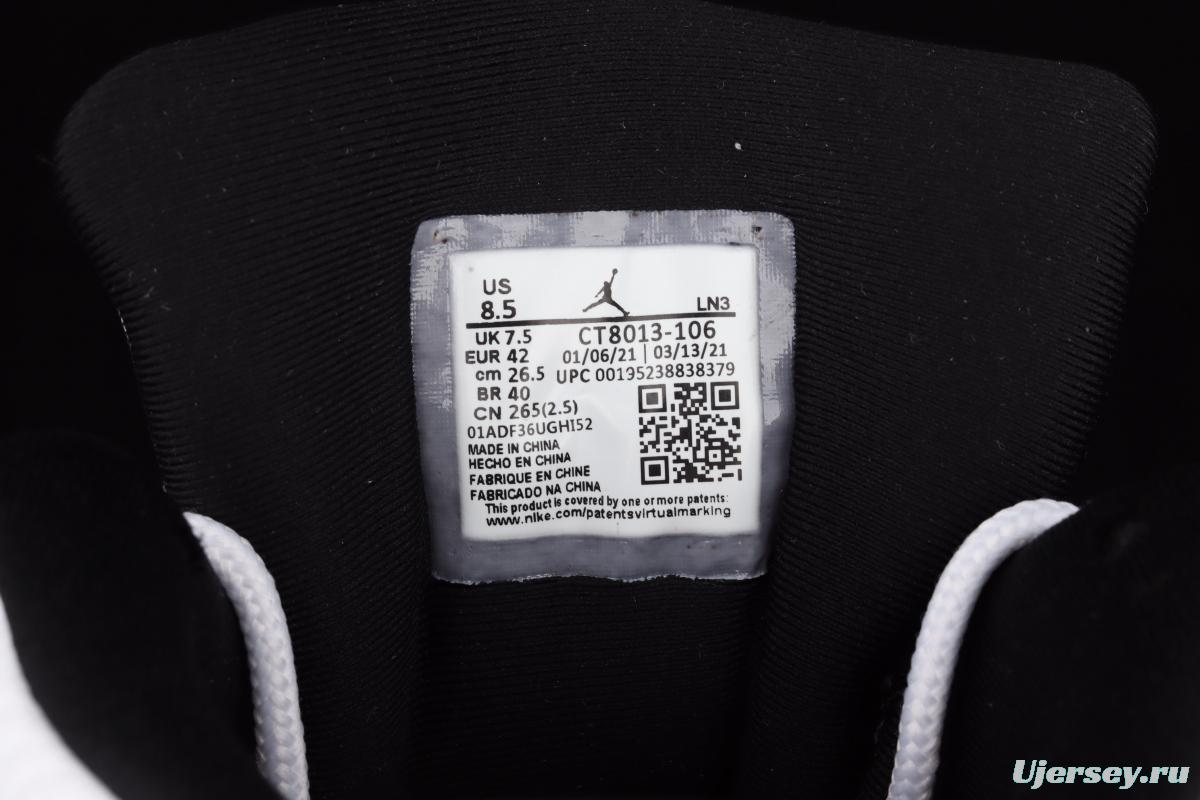 US
8.5
LN3
UK 7.5 CT8013-106
EUR 42 01/06/21 | 03/13/21
cm 26.5 UPC 00195238838379
BR 40
CN 265(2.5)
01ADF36UGHI52
MADE IN CHINA
HECHO EN CHINA
FABRIQUE EN CHINE
FABRICADO NA CHINA
This product is covered by one or more patents:
www.nike.com/patentsvirtualmarking
Ujersey.ru